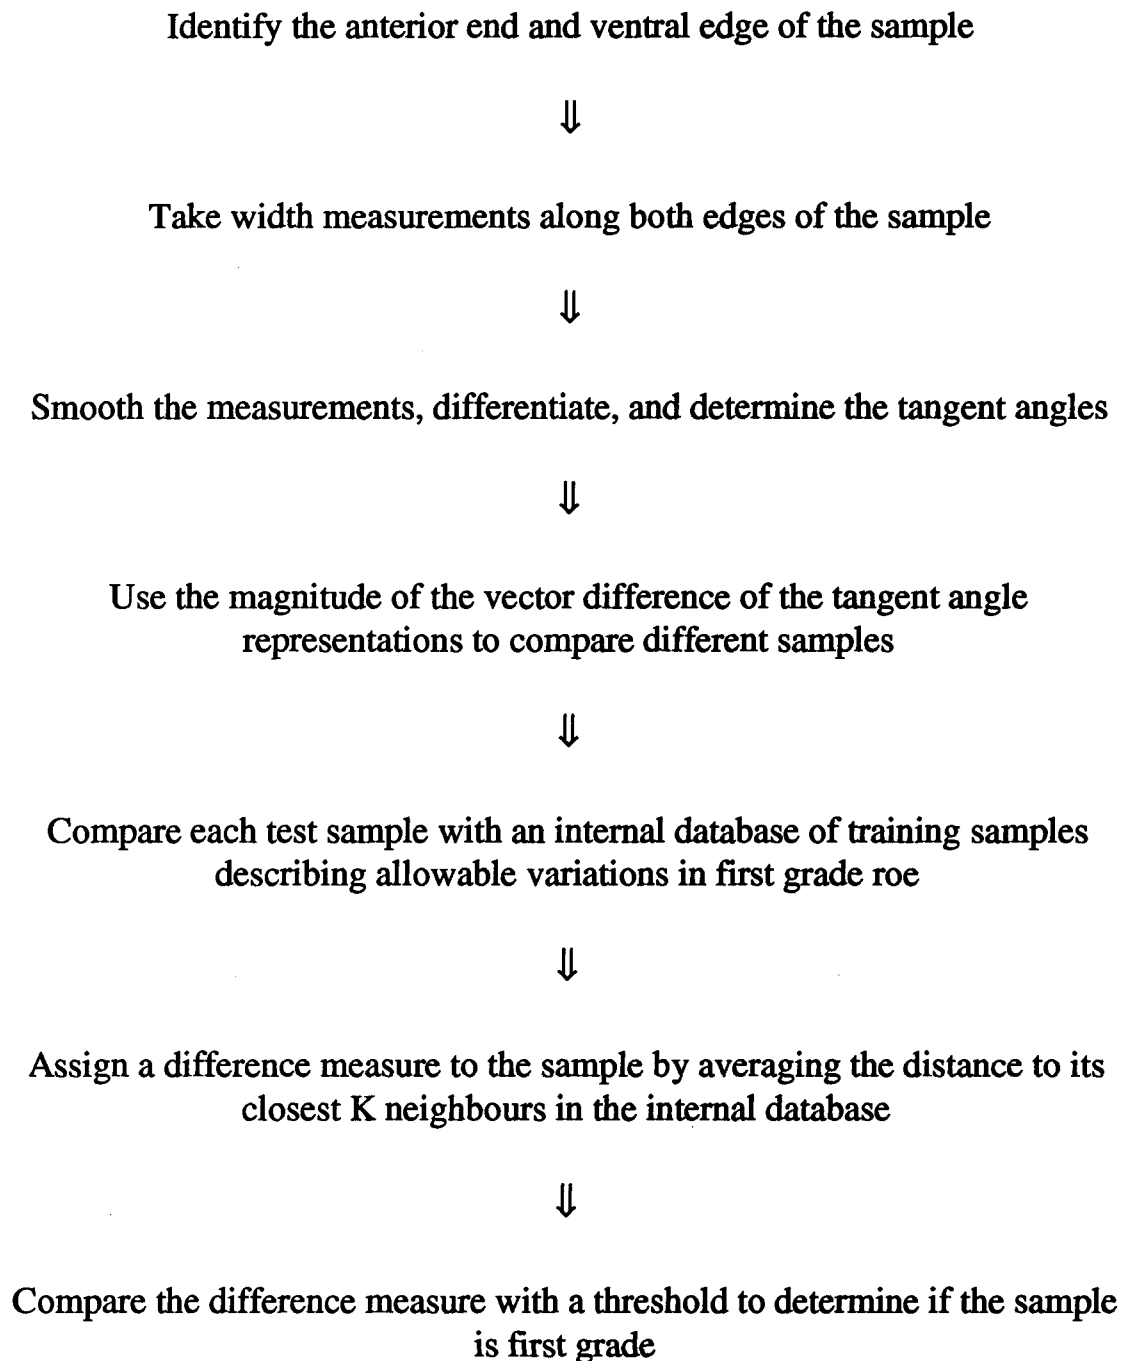 Identify the anterior end and ventral edge of the sample
⇓
Take width measurements along both edges of the sample
⇓
Smooth the measurements, differentiate, and determine the tangent angles
⇓
Use the magnitude of the vector difference of the tangent angle
representations to compare different samples
⇓
Compare each test sample with an internal database of training samples
describing allowable variations in first grade roe
⇓
Assign a difference measure to the sample by averaging the distance to its
closest K neighbours in the internal database
⇓
Compare the difference measure with a threshold to determine if the sample
is first grade